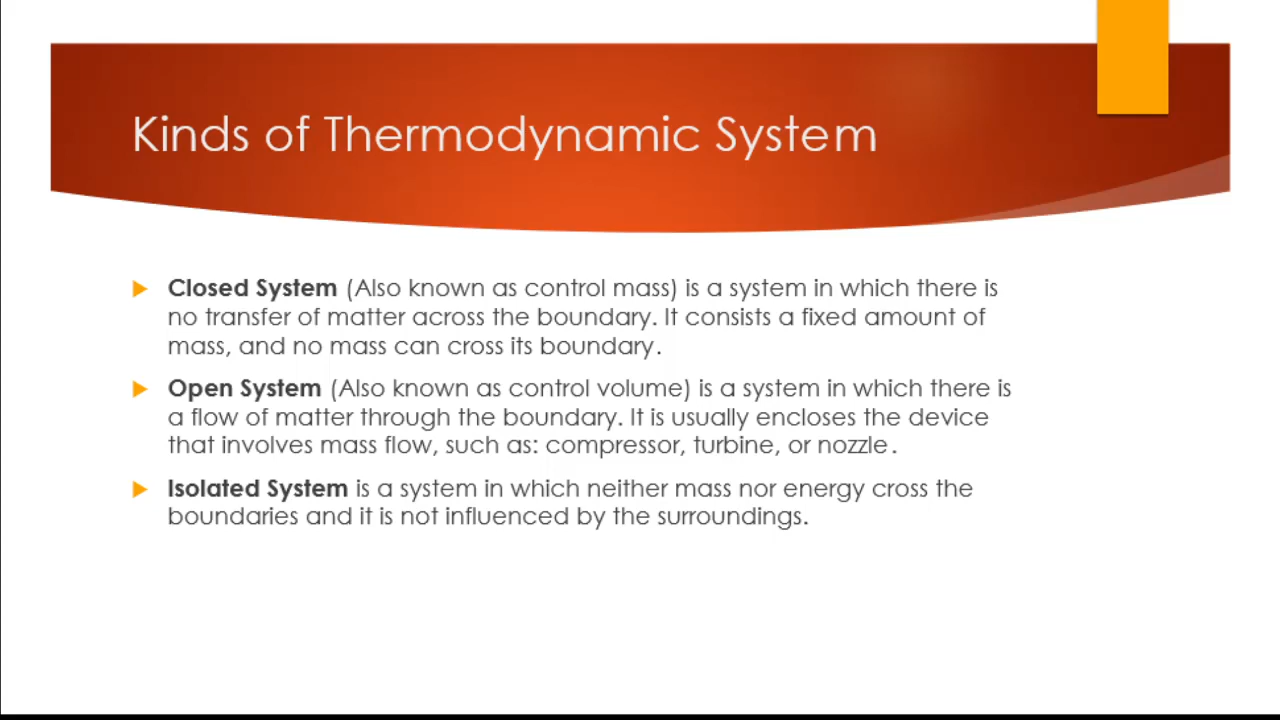 Kinds of Thermodynamic System
Closed System (Also known as control mass) is a system in which there is
no transfer of matter across the boundary. It consists a fixed amount of
mass, and no mass can cross its boundary.
Open System (Also known as control volume) is a system in which there is
a flow of matter through the boundary. It is usually encloses the device
that involves mass flow, such as: compressor, turbine, or nozzle.
Isolated System is a system in which neither mass nor energy cross the
boundaries and it is not influenced by the surroundings.